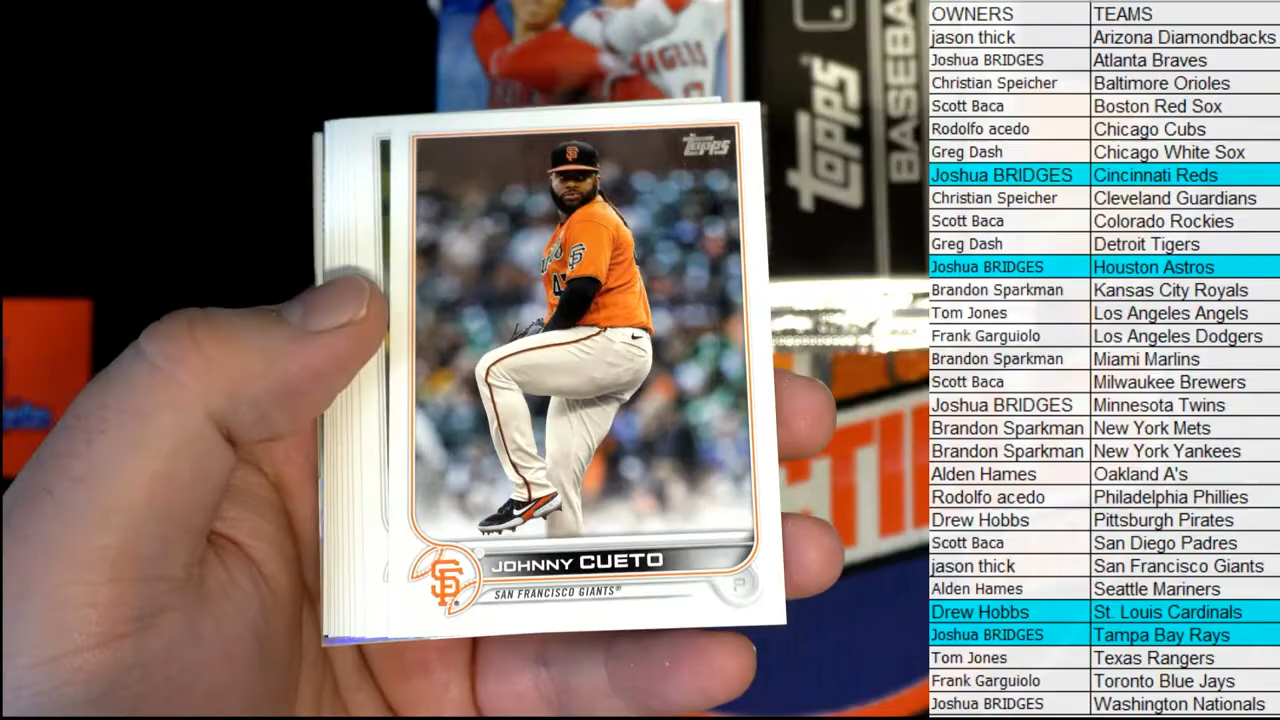 ANGELS
Topps
BASEBA
Topps
SF
JOHNNY CUETO
SF
SAN FRANCISCO GIANTS®
P
OWNERS TEAMS
jason thick Arizona Diamondbacks
Joshua BRIDGES Atlanta Braves
Christian Speicher Baltimore Orioles
Scott Baca Boston Red Sox
Rodolfo acedo Chicago Cubs
Greg Dash Chicago White Sox
Joshua BRIDGES Cincinnati Reds
Christian Speicher Cleveland Guardians
Scott Baca Colorado Rockies
Greg Dash Detroit Tigers
Joshua BRIDGES Houston Astros
Brandon Sparkman Kansas City Royals
Tom Jones Los Angeles Angels
Frank Garguiolo Los Angeles Dodgers
Brandon Sparkman Miami Marlins
Scott Baca Milwaukee Brewers
Joshua BRIDGES Minnesota Twins
Brandon Sparkman New York Mets
Brandon Sparkman New York Yankees
Alden Hames Oakland A's
Rodolfo acedo Philadelphia Phillies
Drew Hobbs Pittsburgh Pirates
Scott Baca San Diego Padres
jason thick San Francisco Giants
Alden Hames Seattle Mariners
Drew Hobbs St. Louis Cardinals
Joshua BRIDGES Tampa Bay Rays
Tom Jones Texas Rangers
Frank Garguiolo Toronto Blue Jays
Joshua BRIDGES Washington Nationals